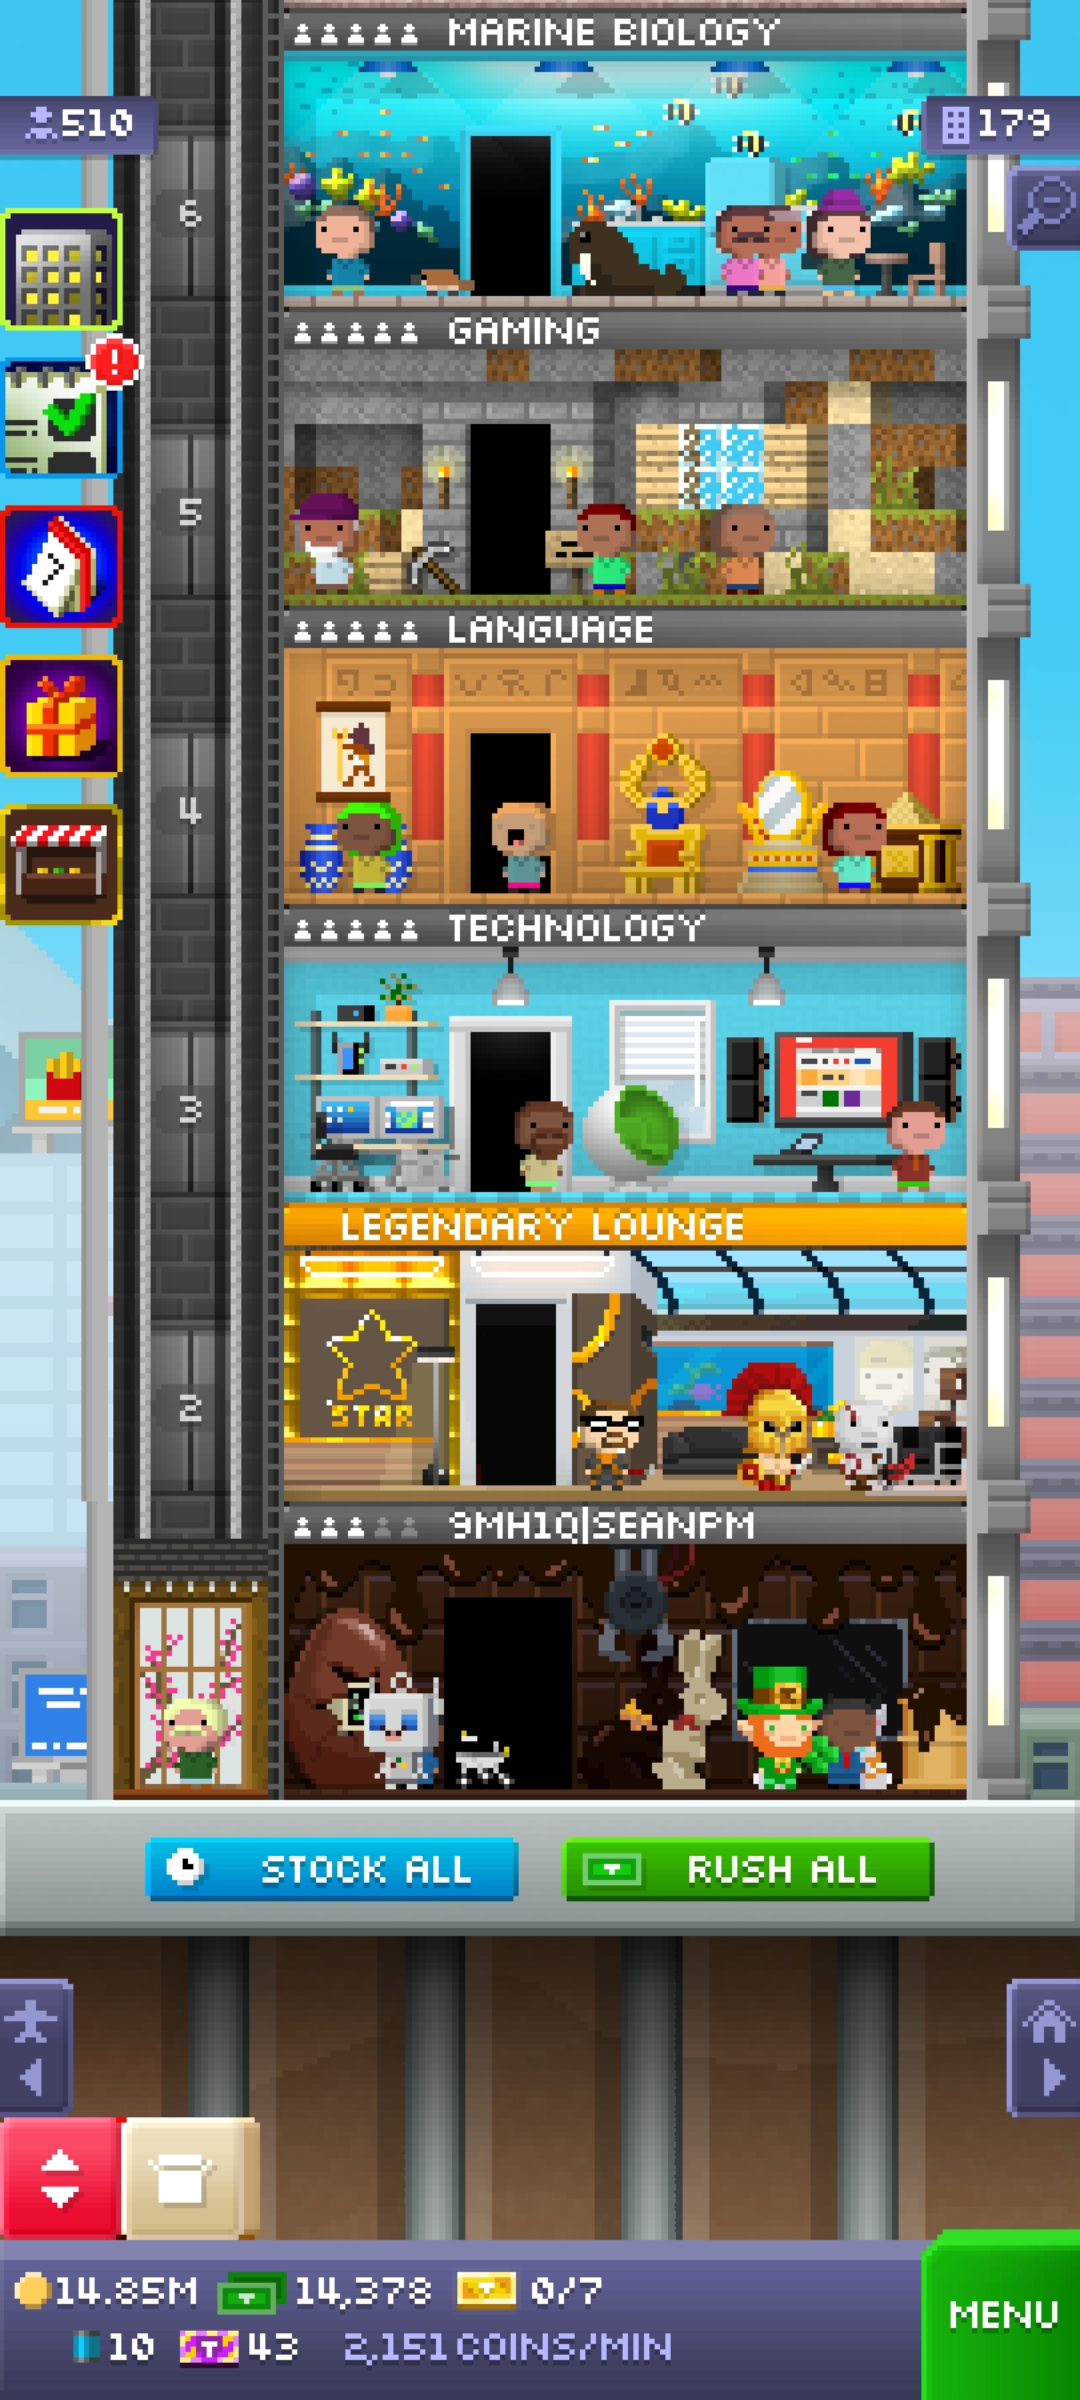 MARINE BIOLOGY
510
179
6
GAMING
5
LANGUAGE
4
TECHNOLOGY
3
LEGENDARY LOUNGE
STAR
2
9MH1Q|SEANPM
STOCK ALL
RUSH ALL
14.85M 14,378 0/7
10 43 2,151 COINS/MIN
MENU